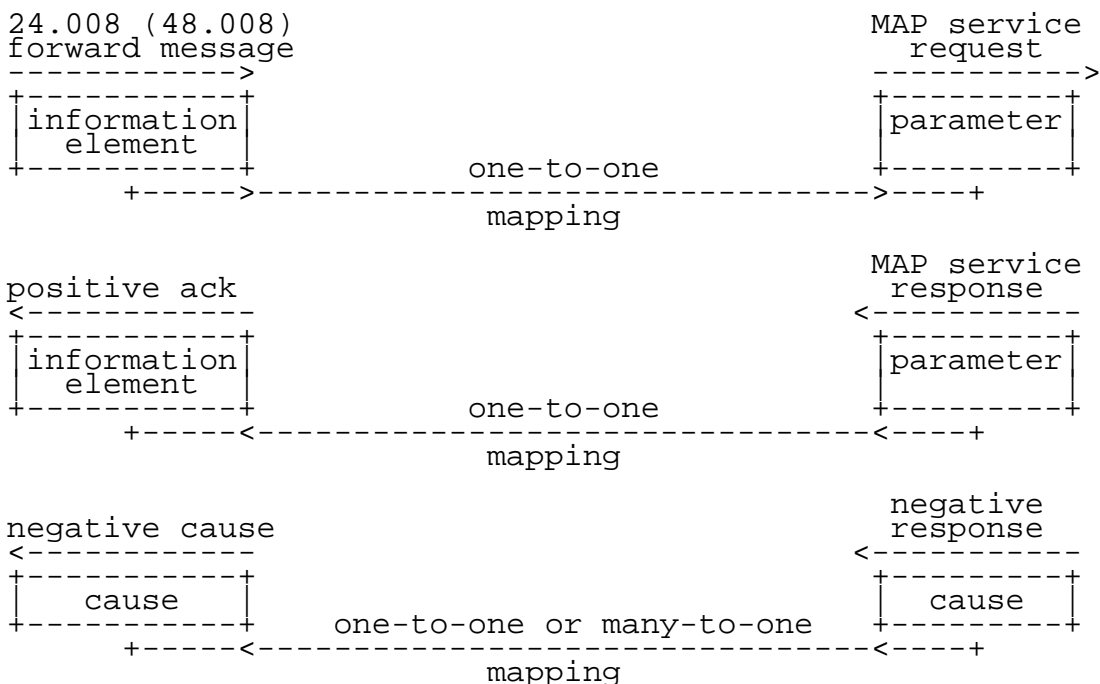 24.008 (48.008) MAP service
forward message request
------------> ----------->
+-----------+ +---------+
|information| |parameter|
| element | | |
+-----------+ one-to-one +---------+
+----->-------------------------------->----+
mapping
MAP service
positive ack response
<------------ <-----------
+-----------+ +---------+
|information| |parameter|
| element | | |
+-----------+ one-to-one +---------+
+-----<--------------------------------<----+
mapping
negative
negative cause response
<------------ <-----------
+-----------+ +---------+
| cause | | cause |
+-----------+ one-to-one or many-to-one +---------+
+-----<--------------------------------<----+
mapping